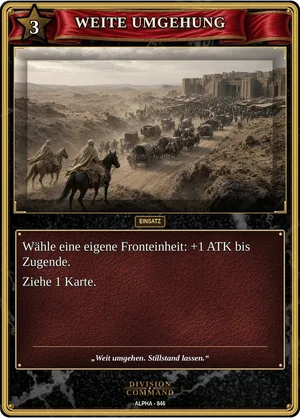 3
WEITE UMGEHUNG
EINSATZ
Wähle eine eigene Fronteinheit: +1 ATK bis
Zugende.
Ziehe 1 Karte.
„Weit umgehen. Stillstand lassen.“
DIVISION
COMMAND
ALPHA - 846